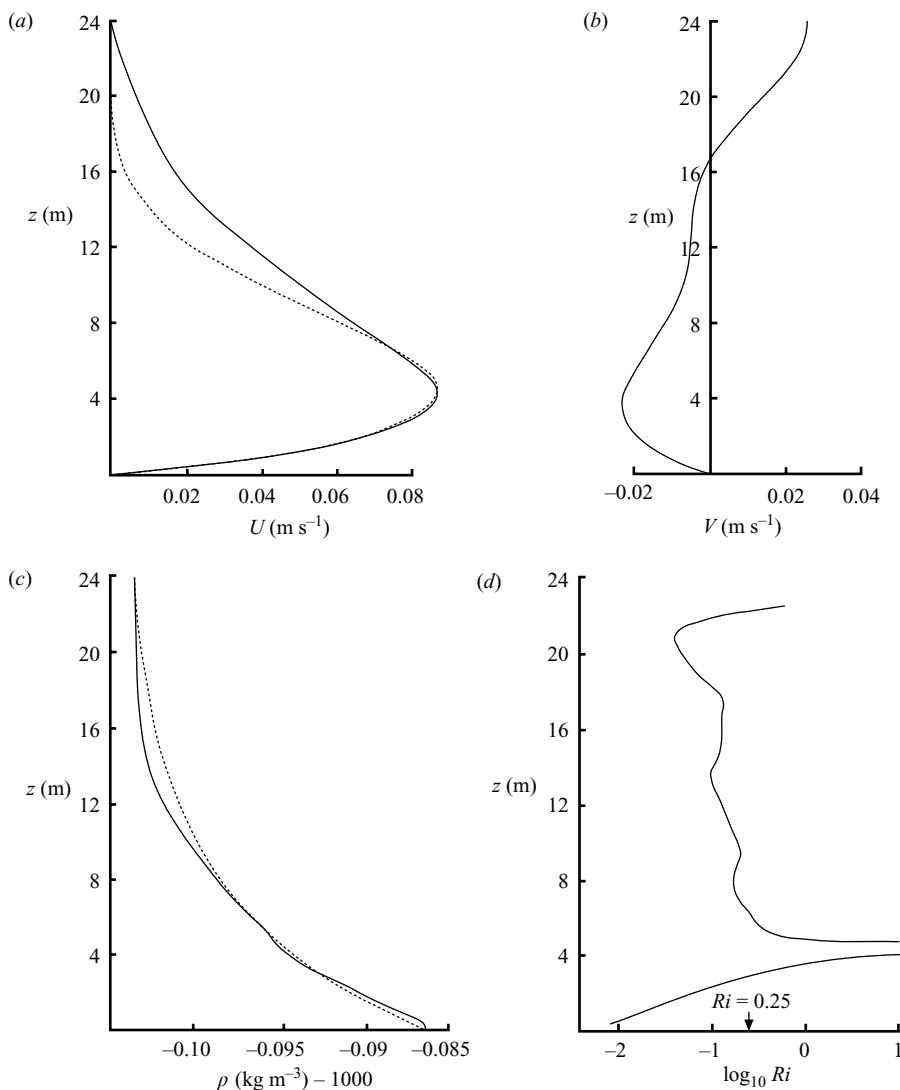 (a)
24
20
16
z (m)
12
8
4
0.02 0.04 0.06 0.08
U (m s–1)
(b)
24
20
16
z (m)
12
8
4
–0.02 0 0.02 0.04
V (m s–1)
(c)
24
20
16
z (m)
12
8
4
–0.10 –0.095 –0.09 –0.085
ρ (kg m–3) – 1000
(d)
24
20
16
z (m)
12
8
4
Ri = 0.25
–2 –1 0 1
log10 Ri